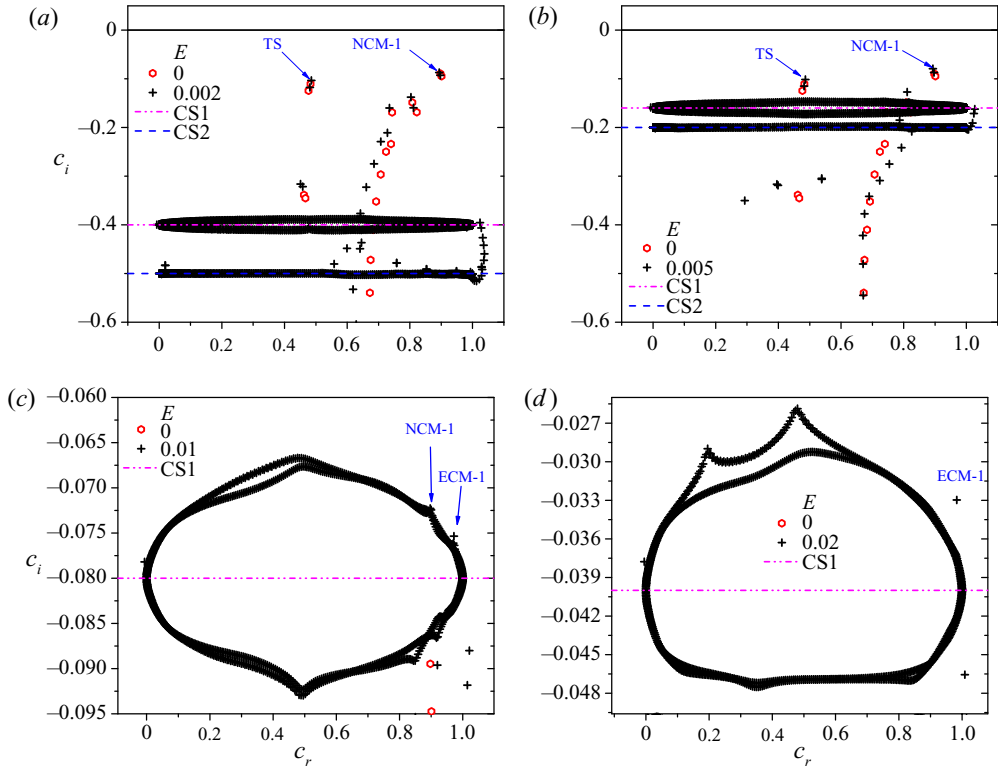 (a)
(b)
TS
NCM-1
E
0
0.002
CS1
CS2
0
−0.2
−0.4
−0.6
c_i
0
0.2
0.4
0.6
0.8
1.0
TS
NCM-1
E
0
0.005
CS1
CS2
0
−0.2
−0.4
−0.6
0
0.2
0.4
0.6
0.8
1.0
(c)
(d)
−0.060
−0.065
−0.070
−0.075
−0.080
−0.085
−0.090
−0.095
c_i
E
0
0.01
CS1
NCM-1
ECM-1
0
0.2
0.4
0.6
0.8
1.0
c_r
−0.027
−0.030
−0.033
−0.036
−0.039
−0.042
−0.045
−0.048
ECM-1
E
0
0.02
CS1
0
0.2
0.4
0.6
0.8
1.0
c_r